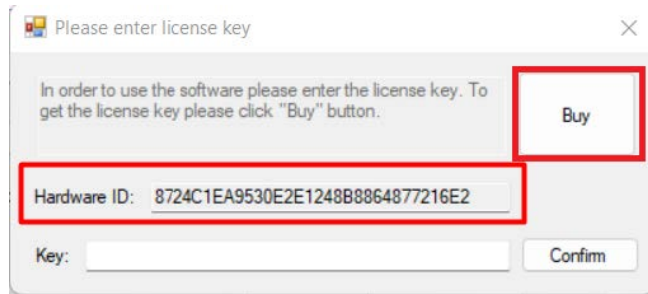 Please enter license key
In order to use the software please enter the license key. To
get the license key please click "Buy" button.
Buy
Hardware ID: 8724C1EA9530E2E1248B8864877216E2
Key:
Confirm